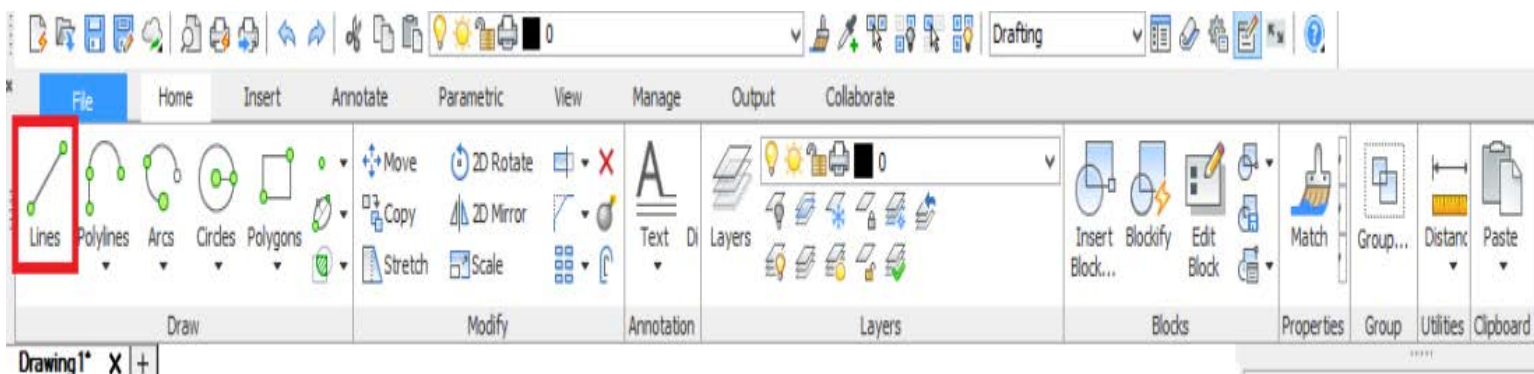 0 Drafting
File Home Insert Annotate Parametric View Manage Output Collaborate
Lines Polylines Arcs Circles Polygons
Move 2D Rotate
Copy 2D Mirror
Stretch Scale
Text Di
Layers
0
Insert Block... Blockify Edit Block
Match
Group...
Distanc
Paste
Draw Modify Annotation Layers Blocks Properties Group Utilities Clipboard
Drawing1* X +